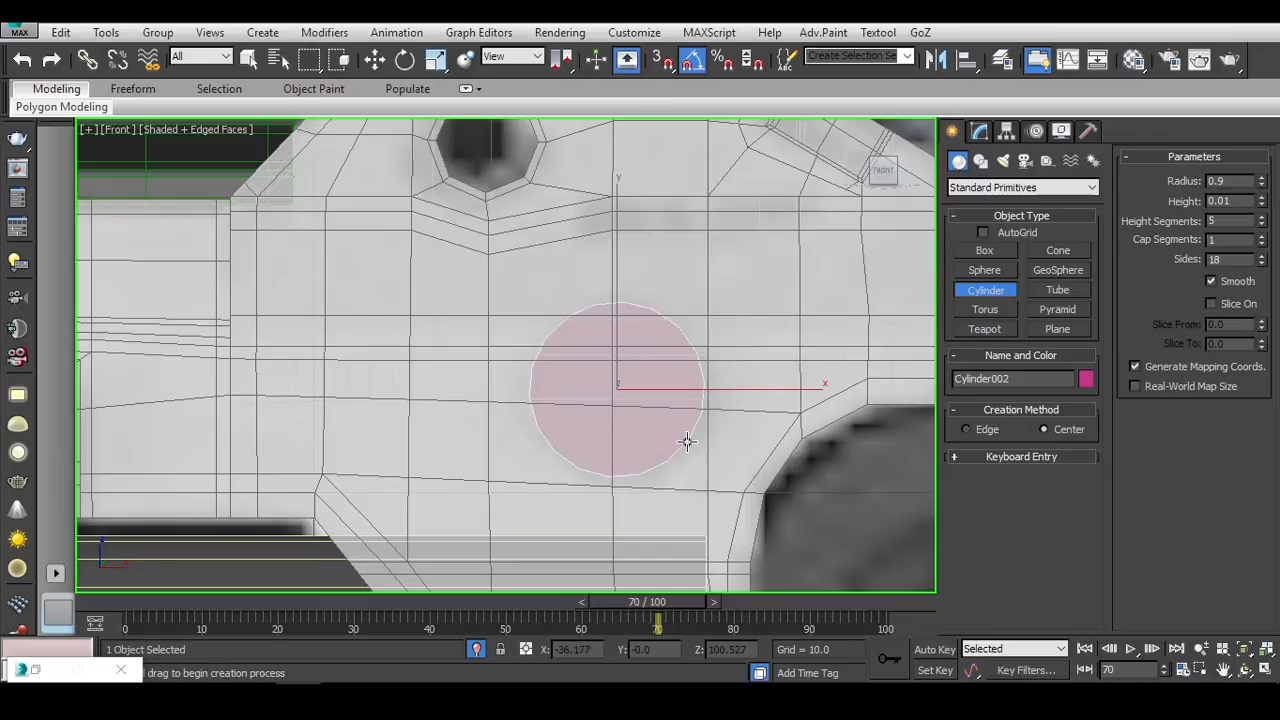 MAX
Edit Tools Group Views Create Modifiers Animation Graph Editors Rendering Customize MAXScript Help Adv.Paint Textool GoZ
All View 3 Create Selection Se
Modeling Freeform Selection Object Paint Populate
Polygon Modeling
[+] [Front] [Shaded + Edged Faces]
FRONT
y
x
z
Standard Primitives
- Object Type
AutoGrid
Box Cone
Sphere GeoSphere
Cylinder Tube
Torus Pyramid
Teapot Plane
- Name and Color
Cylinder002
- Creation Method
Edge Center
+ Keyboard Entry
- Parameters
Radius: 0.9
Height: 0.01
Height Segments: 5
Cap Segments: 1
Sides: 18
Smooth
Slice On
Slice From: 0.0
Slice To: 0.0
Generate Mapping Coords.
Real-World Map Size
< 70 / 100 >
0 10 20 30 40 50 60 70 80 90 100
1 Object Selected X: -36.177 Y: -0.0 Z: 100.527 Grid = 10.0 Auto Key Selected
drag to begin creation process Add Time Tag Set Key Key Filters... 70